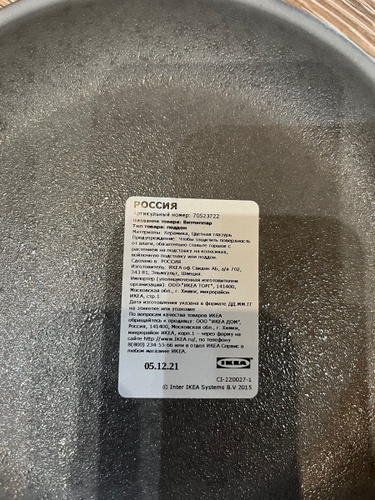 РОССИЯ
Артикульный номер: 70523722
Название товара: Витмиппар
Тип товара: поддон
Материалы: Керамика, Цветная глазурь
Предупреждение: Чтобы защитить поверхность
от влаги, обязательно ставьте горшок с
растением на подставку на колесиках,
войлочную подставку или поддон.
Сделано в: РОССИЯ
Изготовитель: ИКЕА оф Свиден АБ, а/я 702,
343 81, Эльмхульт, Швеция.
Импортер (уполномоченная изготовителем
организация): ООО "ИКЕА ТОРГ", 141400,
Московская обл., г. Химки, микрорайон
ИКЕА, стр.1
Дата изготовления указана в формате ДД.ММ.ГГ
на этикетке или упаковке
По вопросам качества товаров ИКЕА
обращайтесь к продавцу: ООО "ИКЕА ДОМ",
Россия, 141400, Московская обл., г. Химки,
микрорайон ИКЕА, корп.1 – через форму на
сайте http://www.IKEA.ru/, по телефону
8(800) 234-55-66 или в отдел ИКЕА Сервис в
любом магазине ИКЕА.
05.12.21
IKEA
CI-220027-1
© Inter IKEA Systems B.V 2015